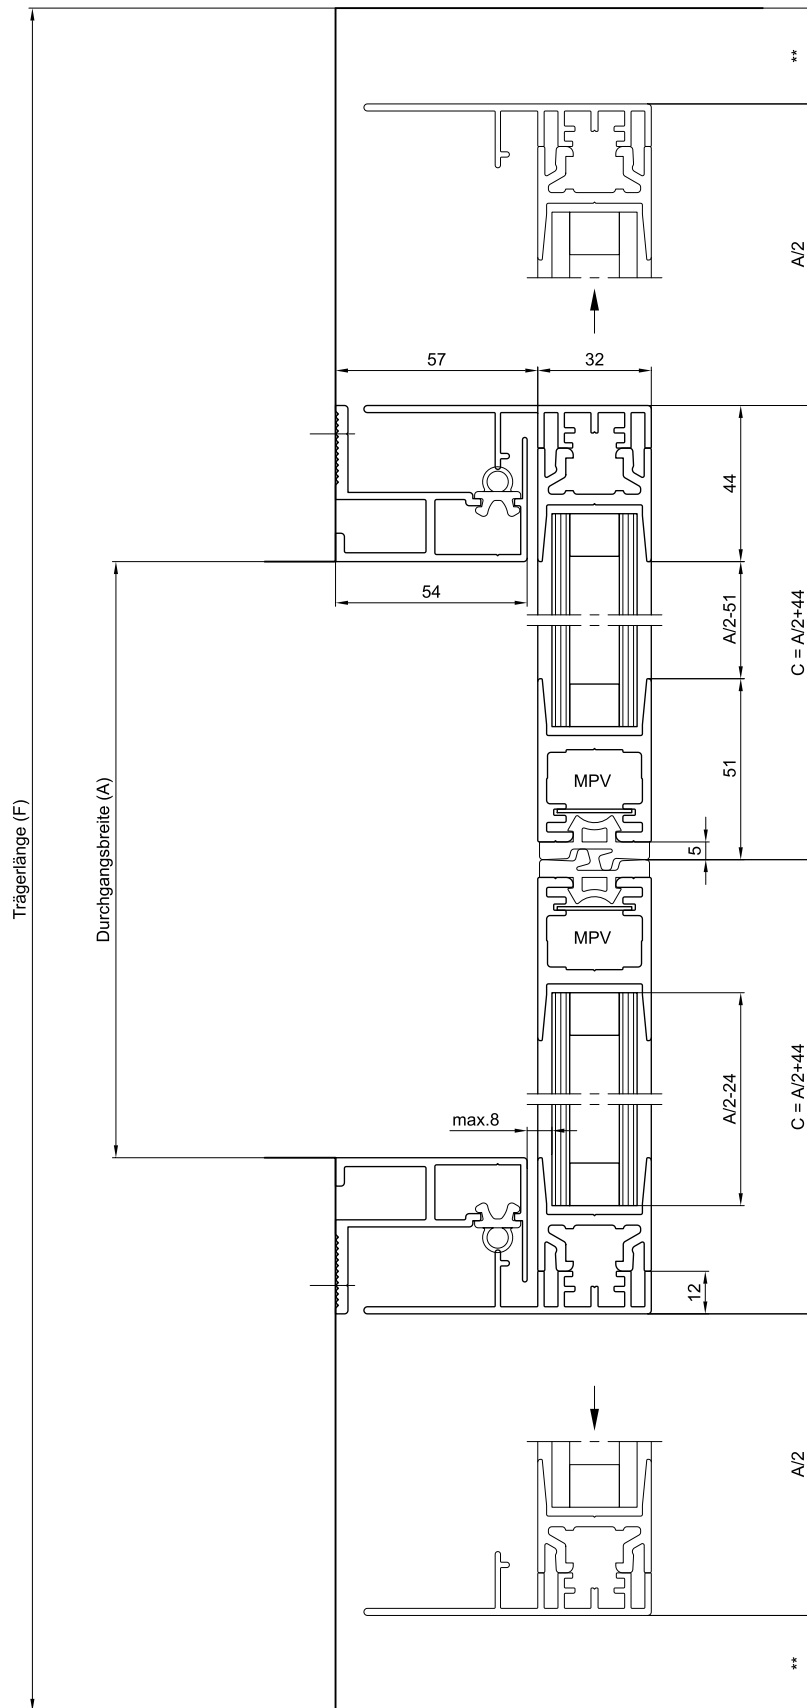 **
A/2
57
32
44
54
A/2-51
C = A/2+44
51
MPV
Trägerlänge (F)
Durchgangsbreite (A)
5
MPV
A/2-24
C = A/2+44
max.8
12
A/2
**